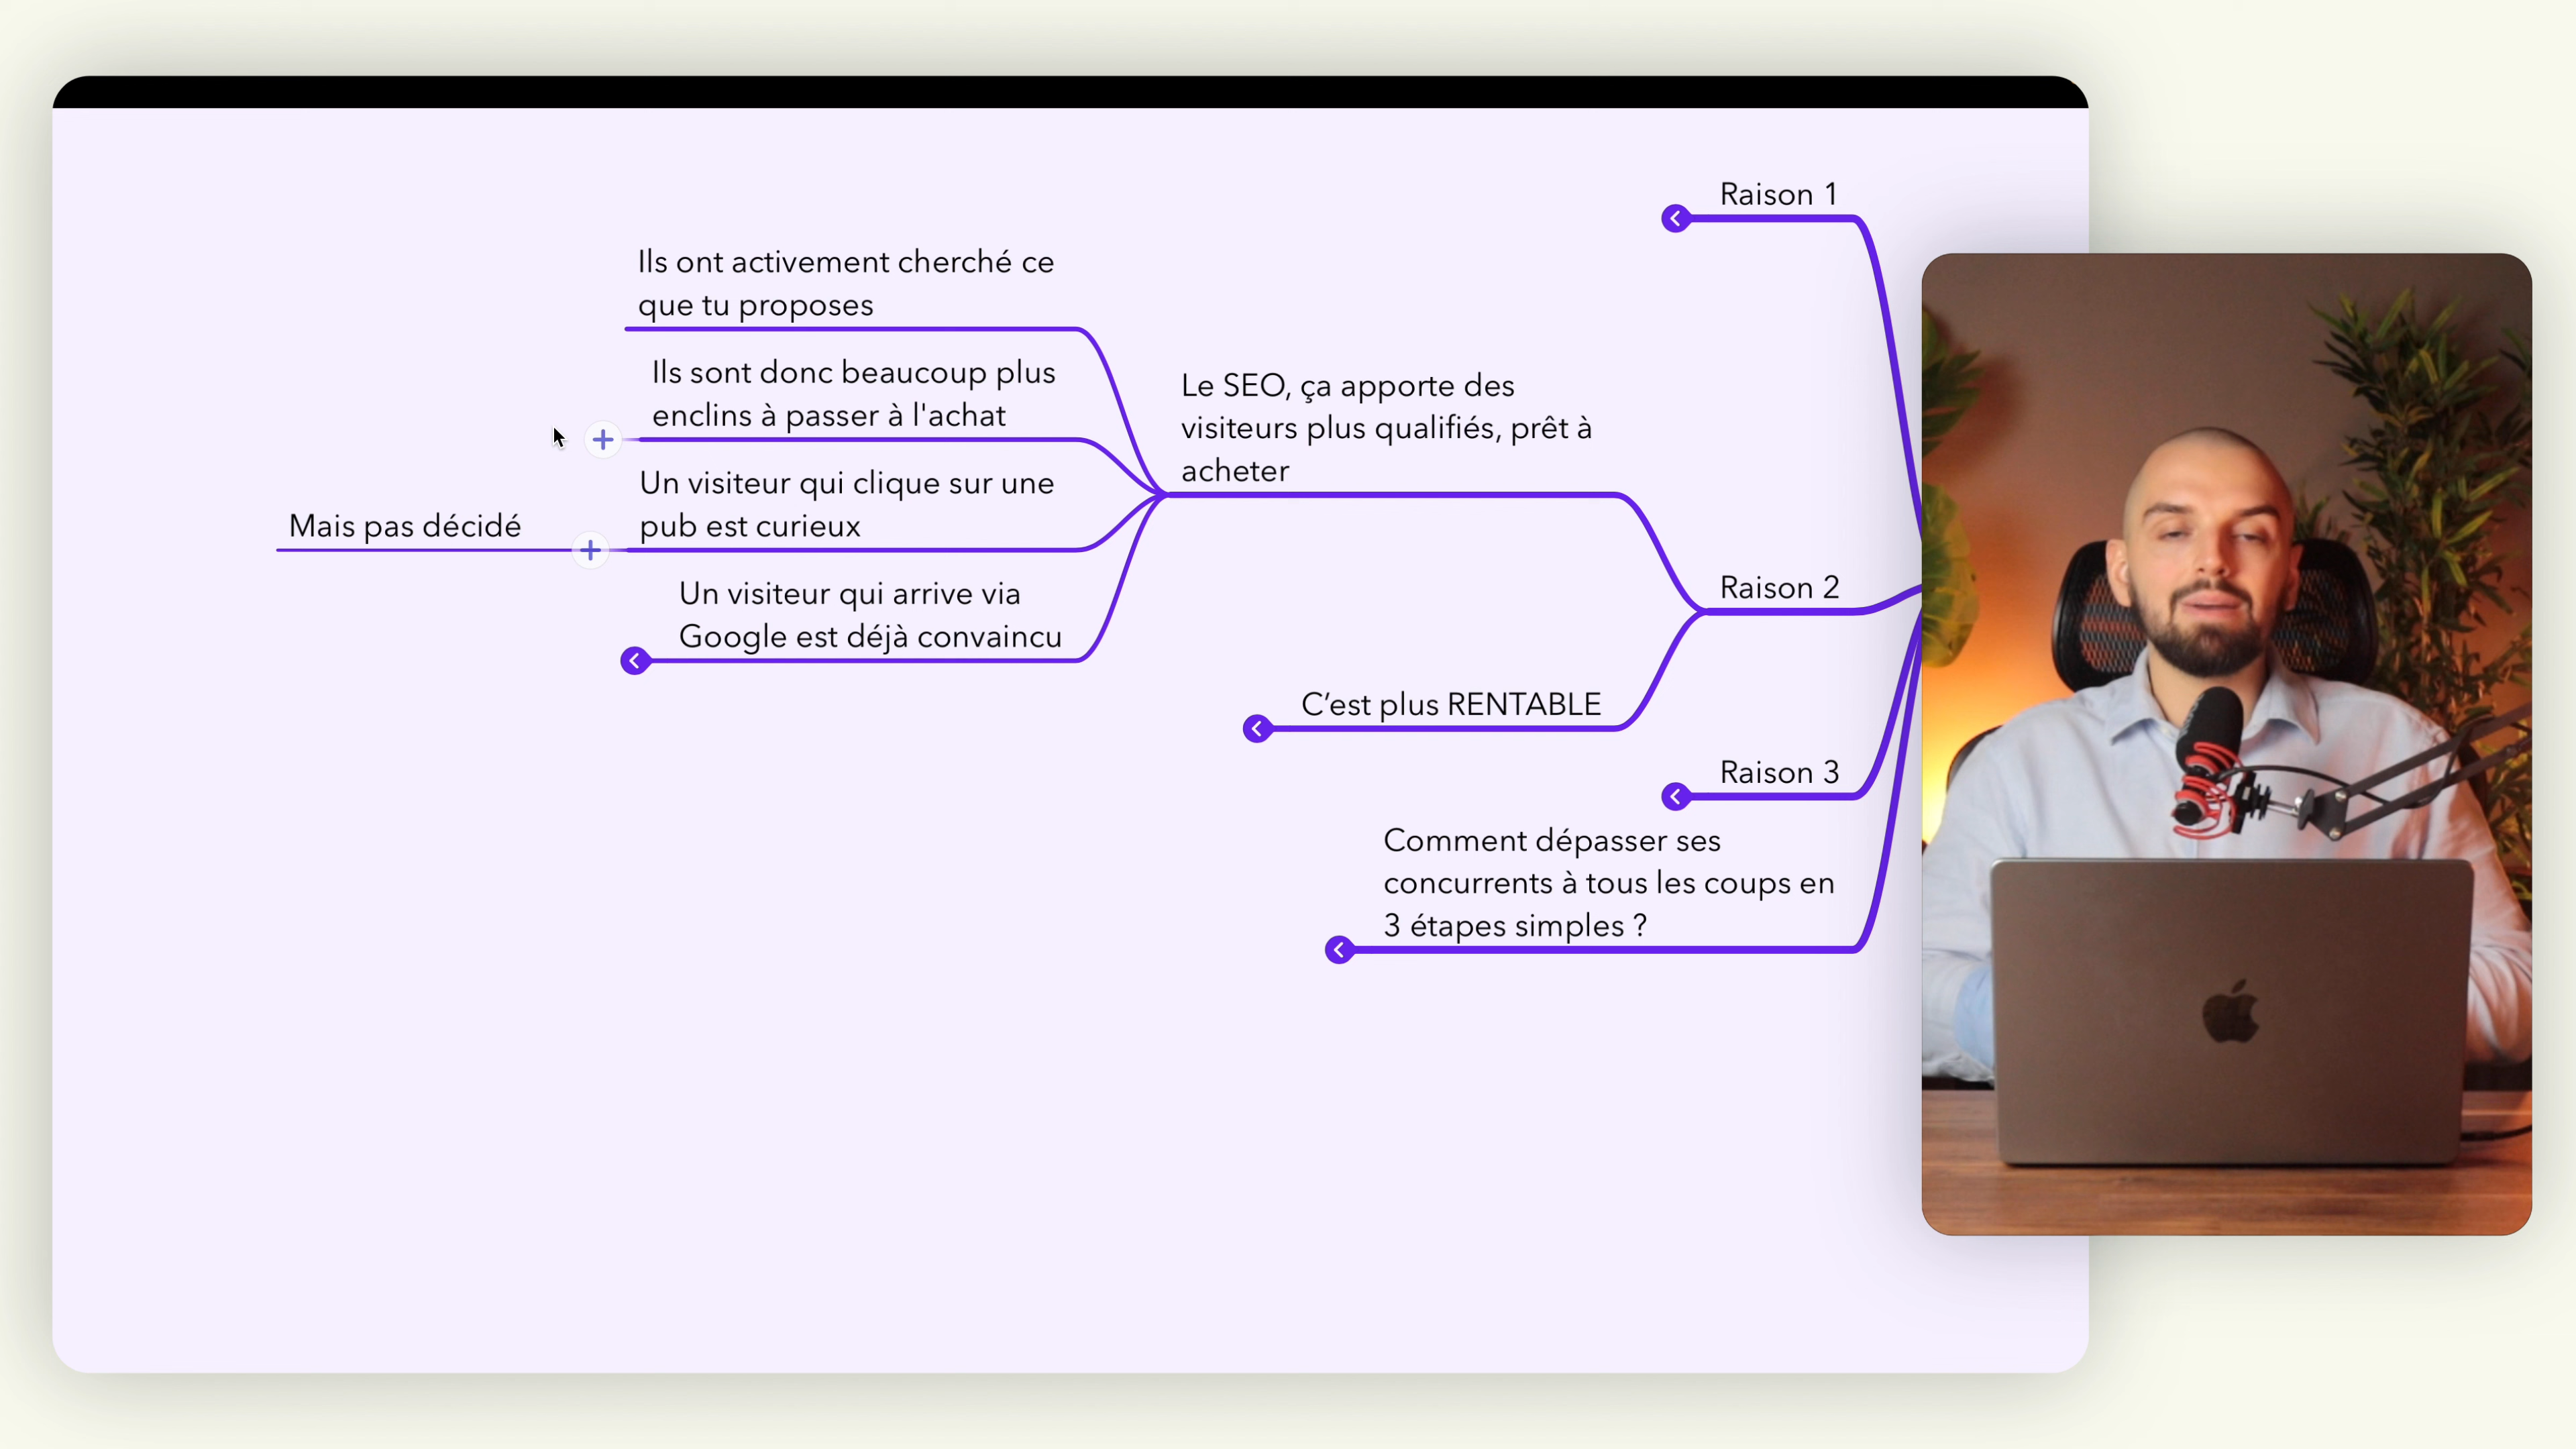 Raison 1
Ils ont activement cherché ce
que tu proposes
Ils sont donc beaucoup plus
enclins à passer à l'achat
Un visiteur qui clique sur une
pub est curieux
Mais pas décidé
Un visiteur qui arrive via
Google est déjà convaincu
Le SEO, ça apporte des
visiteurs plus qualifiés, prêt à
acheter
Raison 2
C’est plus RENTABLE
Raison 3
Comment dépasser ses
concurrents à tous les coups en
3 étapes simples ?